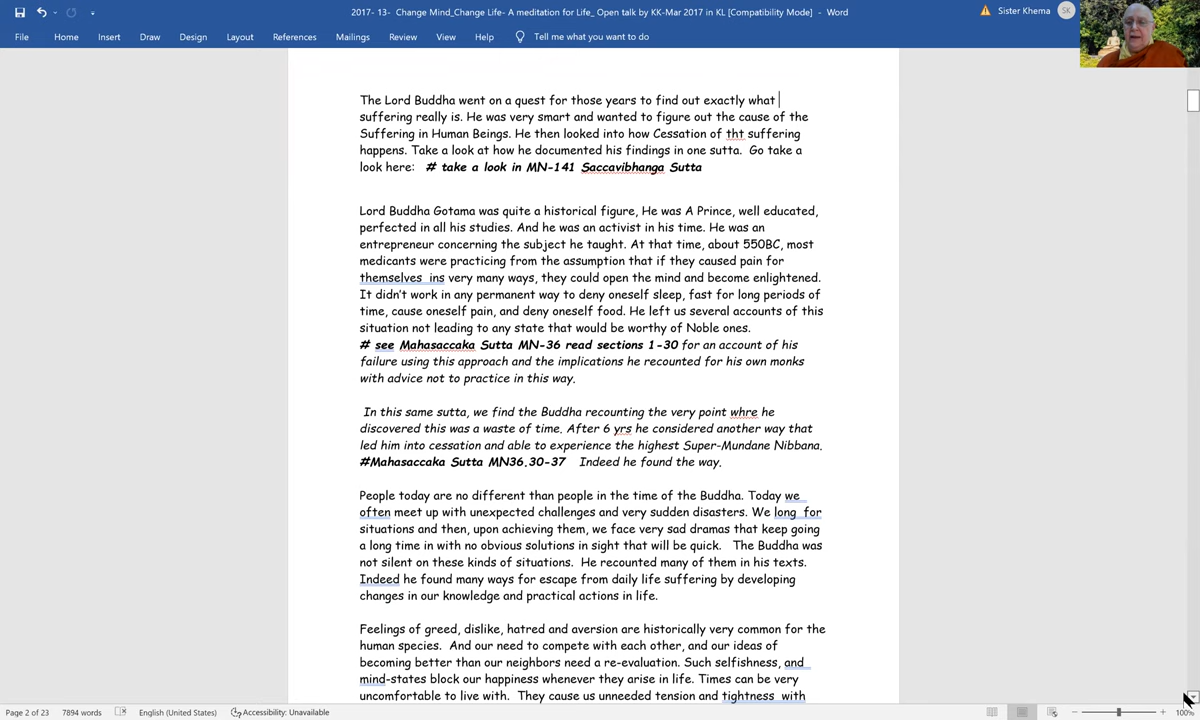 2017- 13- Change Mind_Change Life- A meditation for Life_ Open talk by KK-Mar 2017 in KL [Compatibility Mode] - Word
Sister Khema
SK
File Home Insert Draw Design Layout References Mailings Review View Help Tell me what you want to do
The Lord Buddha went on a quest for those years to find out exactly what
suffering really is. He was very smart and wanted to figure out the cause of the
Suffering in Human Beings. He then looked into how Cessation of tht suffering
happens. Take a look at how he documented his findings in one sutta. Go take a
look here: # take a look in MN-141 Saccavibhanga Sutta
Lord Buddha Gotama was quite a historical figure, He was A Prince, well educated,
perfected in all his studies. And he was an activist in his time. He was an
entrepreneur concerning the subject he taught. At that time, about 550BC, most
medicants were practicing from the assumption that if they caused pain for
themselves ins very many ways, they could open the mind and become enlightened.
It didn't work in any permanent way to deny oneself sleep, fast for long periods of
time, cause oneself pain, and deny oneself food. He left us several accounts of this
situation not leading to any state that would be worthy of Noble ones.
# see Mahasaccaka Sutta MN-36 read sections 1-30 for an account of his
failure using this approach and the implications he recounted for his own monks
with advice not to practice in this way.
In this same sutta, we find the Buddha recounting the very point whre he
discovered this was a waste of time. After 6 yrs he considered another way that
led him into cessation and able to experience the highest Super-Mundane Nibbana.
#Mahasaccaka Sutta MN36.30-37 Indeed he found the way.
People today are no different than people in the time of the Buddha. Today we
often meet up with unexpected challenges and very sudden disasters. We long for
situations and then, upon achieving them, we face very sad dramas that keep going
a long time in with no obvious solutions in sight that will be quick. The Buddha was
not silent on these kinds of situations. He recounted many of them in his texts.
Indeed he found many ways for escape from daily life suffering by developing
changes in our knowledge and practical actions in life.
Feelings of greed, dislike, hatred and aversion are historically very common for the
human species. And our need to compete with each other, and our ideas of
becoming better than our neighbors need a re-evaluation. Such selfishness, and
mind-states block our happiness whenever they arise in life. Times can be very
uncomfortable to live with. They cause us unneeded tension and tightness with
Page 2 of 23 7894 words English (United States) Accessibility: Unavailable 100%